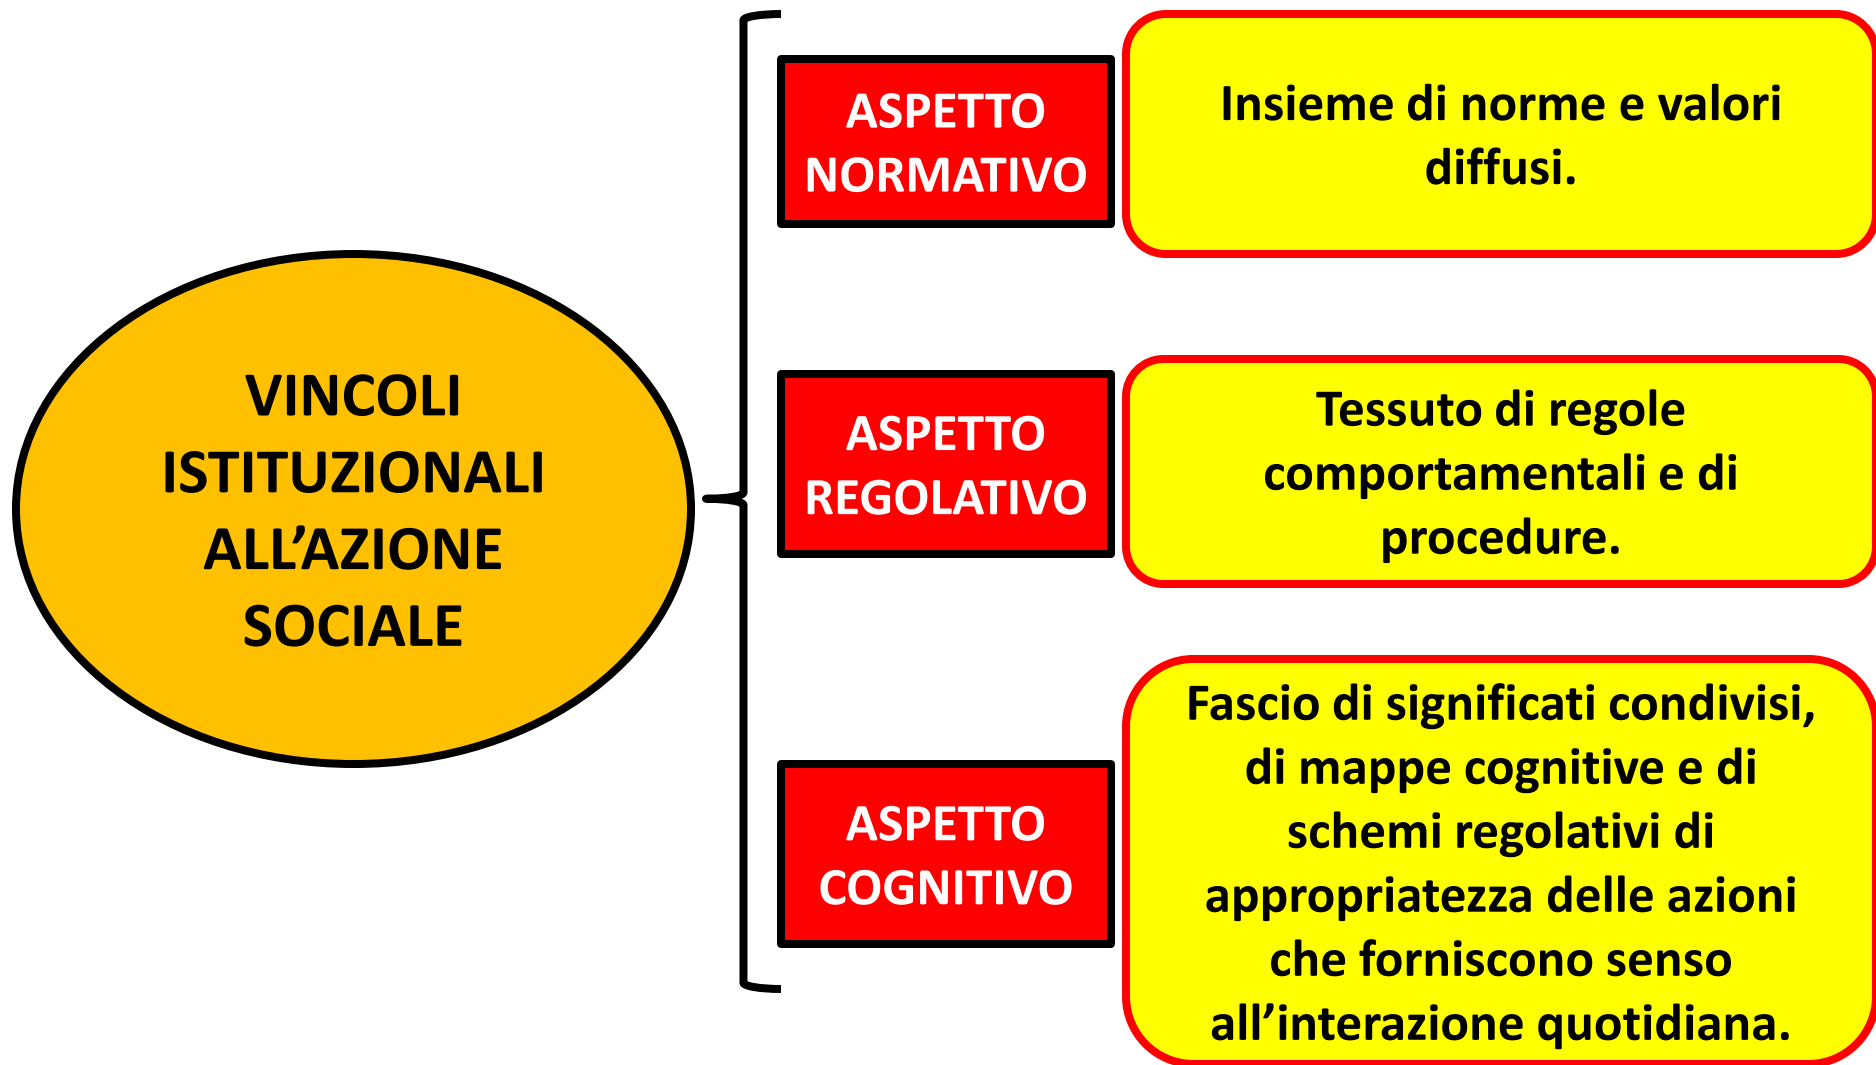 VINCOLI
ISTITUZIONALI
ALL’AZIONE
SOCIALE
ASPETTO
NORMATIVO
Insieme di norme e valori
diffusi.
ASPETTO
REGOLATIVO
Tessuto di regole
comportamentali e di
procedure.
ASPETTO
COGNITIVO
Fascio di significati condivisi,
di mappe cognitive e di
schemi regolativi di
appropriatezza delle azioni
che forniscono senso
all’interazione quotidiana.